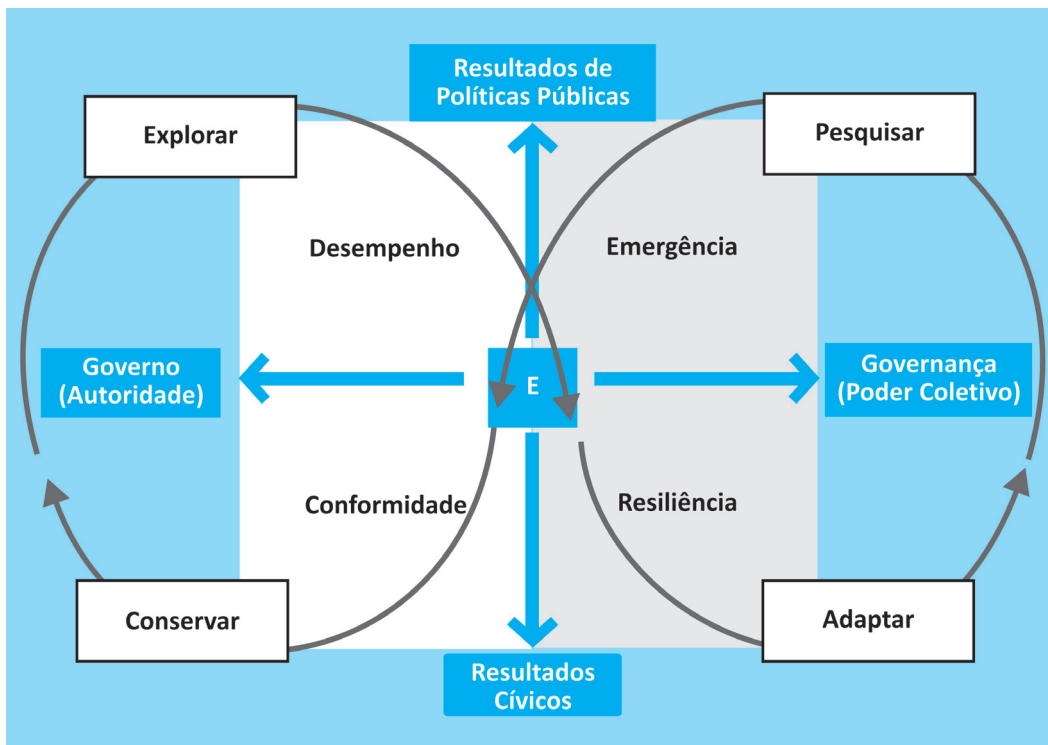 Resultados de
Políticas Públicas
Explorar
Pesquisar
Desempenho
Emergência
Governo
(Autoridade)
E
Governança
(Poder Coletivo)
Conformidade
Resiliência
Conservar
Adaptar
Resultados
Cívicos